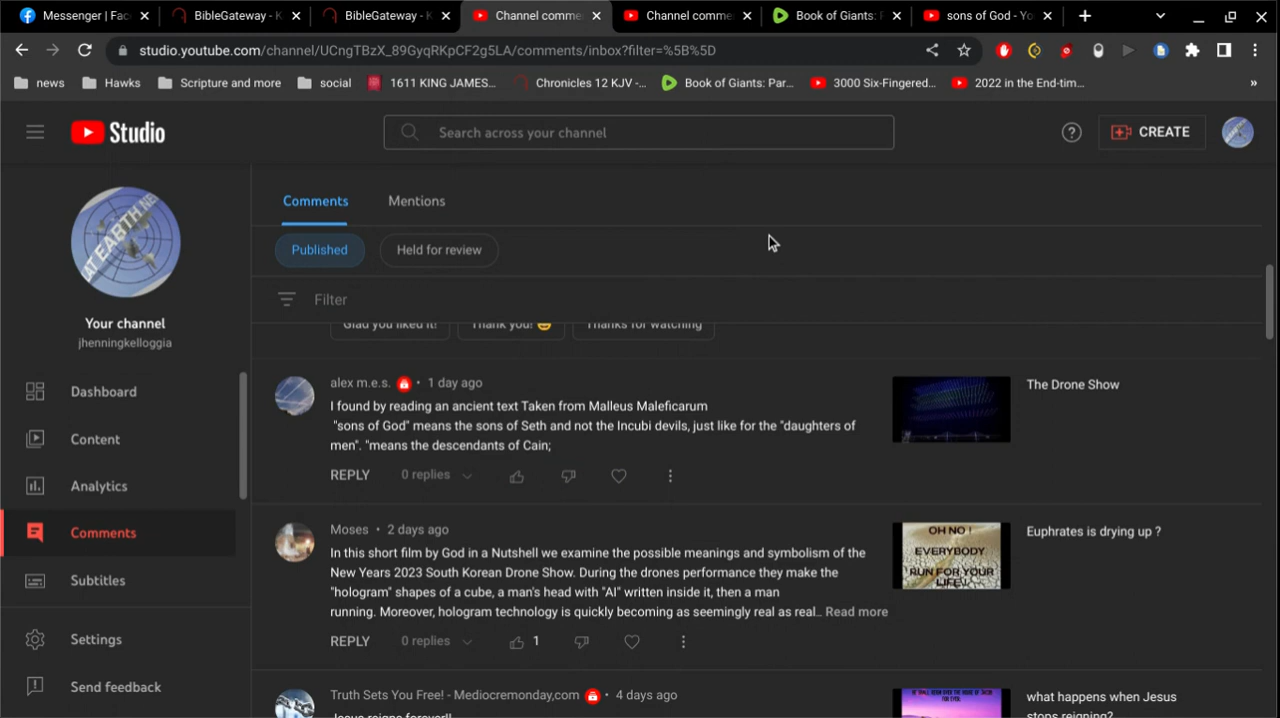 Messenger | Fac
BibleGateway - K
BibleGateway - K
Channel comme
Channel comme
Book of Giants: P
sons of God - Yo
studio.youtube.com/channel/UCngTBzX_89GyqRKpCF2g5LA/comments/inbox?filter=%5B%5D
news
Hawks
Scripture and more
social
1611 KING JAMES...
Chronicles 12 KJV -...
Book of Giants: Par...
3000 Six-Fingered...
2022 in the End-tim...
»
Studio
Search across your channel
CREATE
AT EARTH NE
Your channel
jhenningkelloggia
Dashboard
Content
Analytics
Comments
Subtitles
Settings
Send feedback
Comments
Mentions
Published
Held for review
Filter
Glad you liked it!
Thank you! 😊
Thanks for watching
alex m.e.s. • 1 day ago
I found by reading an ancient text Taken from Malleus Maleficarum
"sons of God" means the sons of Seth and not the Incubi devils, just like for the "daughters of
men". "means the descendants of Cain;
REPLY
0 replies
The Drone Show
Moses • 2 days ago
In this short film by God in a Nutshell we examine the possible meanings and symbolism of the
New Years 2023 South Korean Drone Show. During the drones performance they make the
"hologram" shapes of a cube, a man's head with "AI" written inside it, then a man
running. Moreover, hologram technology is quickly becoming as seemingly real as real... Read more
REPLY
0 replies
1
OH NO !
EVERYBODY
RUN FOR YOUR
LIFE!
Euphrates is drying up ?
Truth Sets You Free! - Mediocremonday,com • 4 days ago
Jesus reigns forever!!
what happens when Jesus
stops reigning?